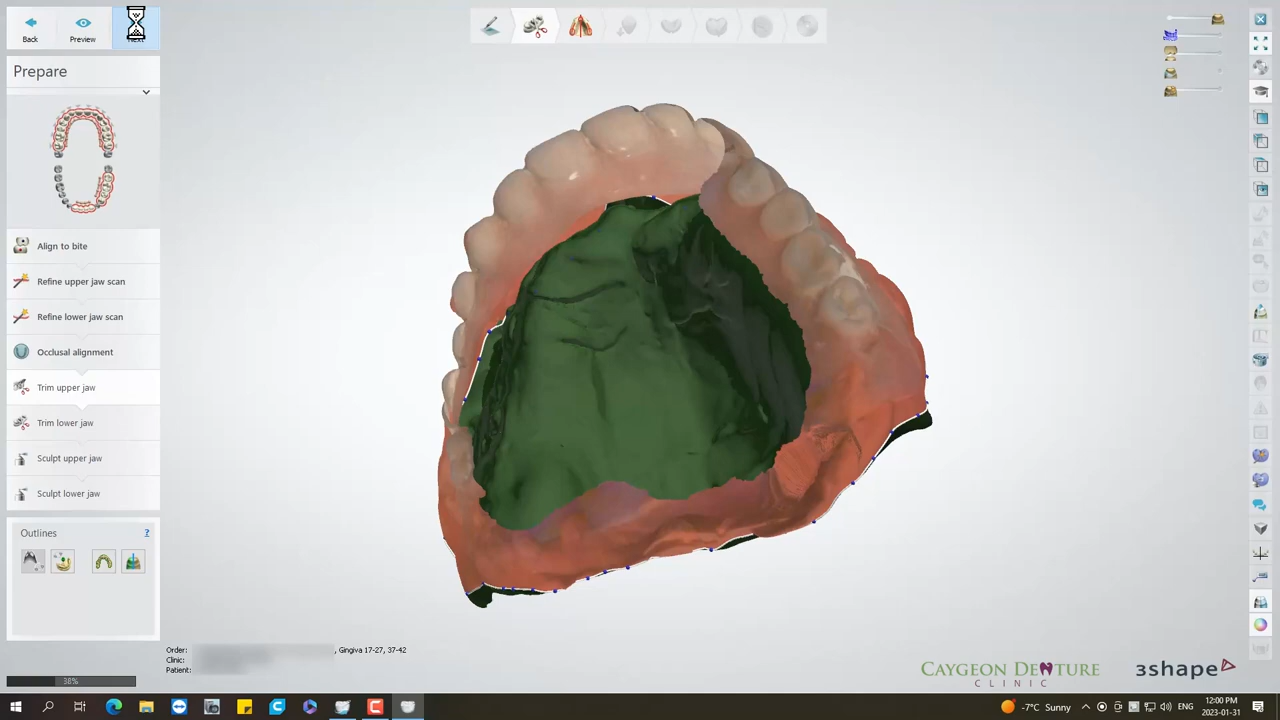 Back
Preview
Next
Prepare
Align to bite
Refine upper jaw scan
Refine lower jaw scan
Occlusal alignment
Trim upper jaw
Trim lower jaw
Sculpt upper jaw
Sculpt lower jaw
Outlines
?
Order: , Gingiva 17-27, 37-42
Clinic:
Patient:
38%
CAYGEON DENTURE
CLINIC
3shape
-7°C Sunny
ENG
12:00 PM
2023-01-31